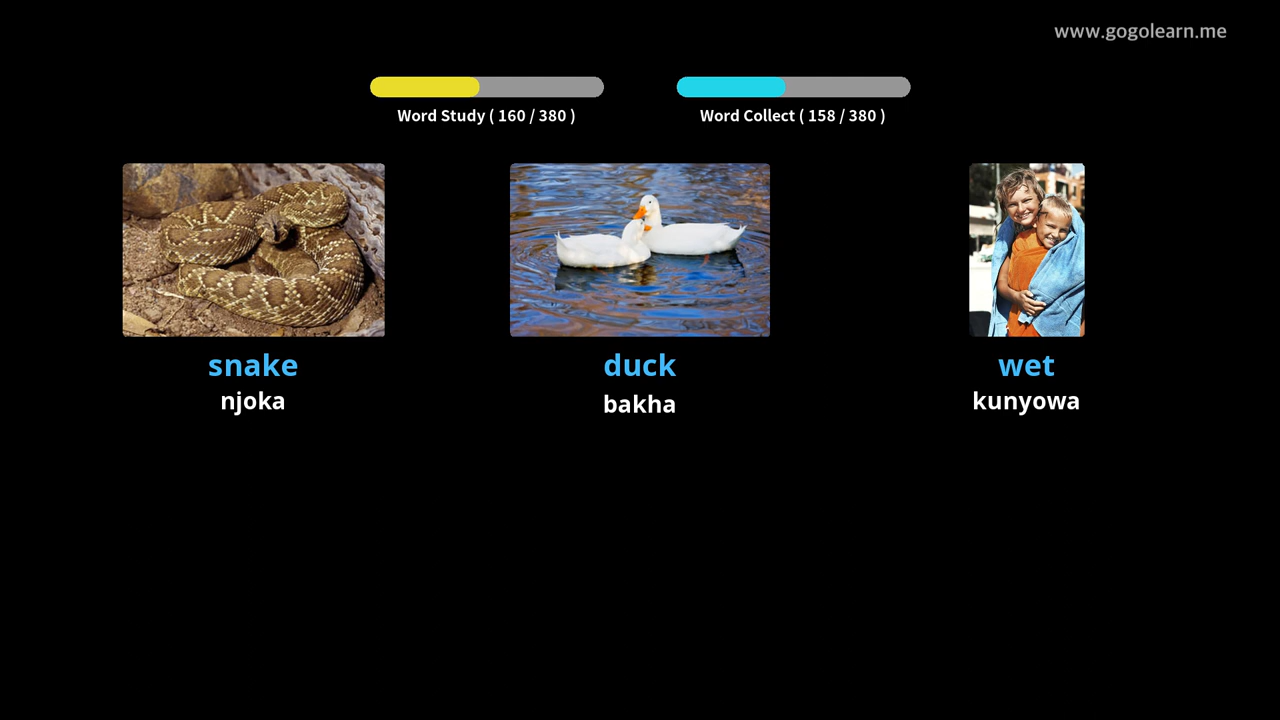 www.gogolearn.me
Word Study ( 160 / 380 )
Word Collect ( 158 / 380 )
snake
njoka
duck
bakha
wet
kunyowa